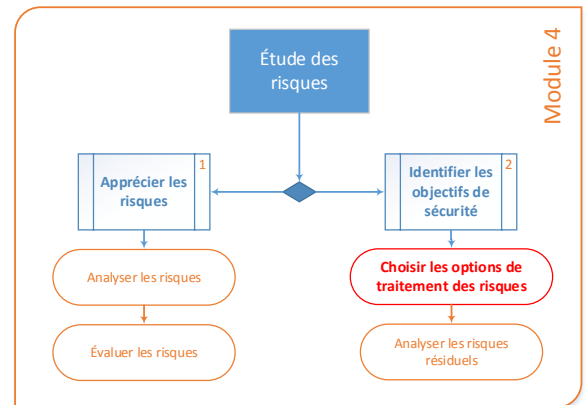 Module 4
Étude des
risques
1
Apprécier les
risques
2
Identifier les
objectifs de
sécurité
Analyser les risques
Choisir les options de
traitement des risques
Évaluer les risques
Analyser les risques
résiduels